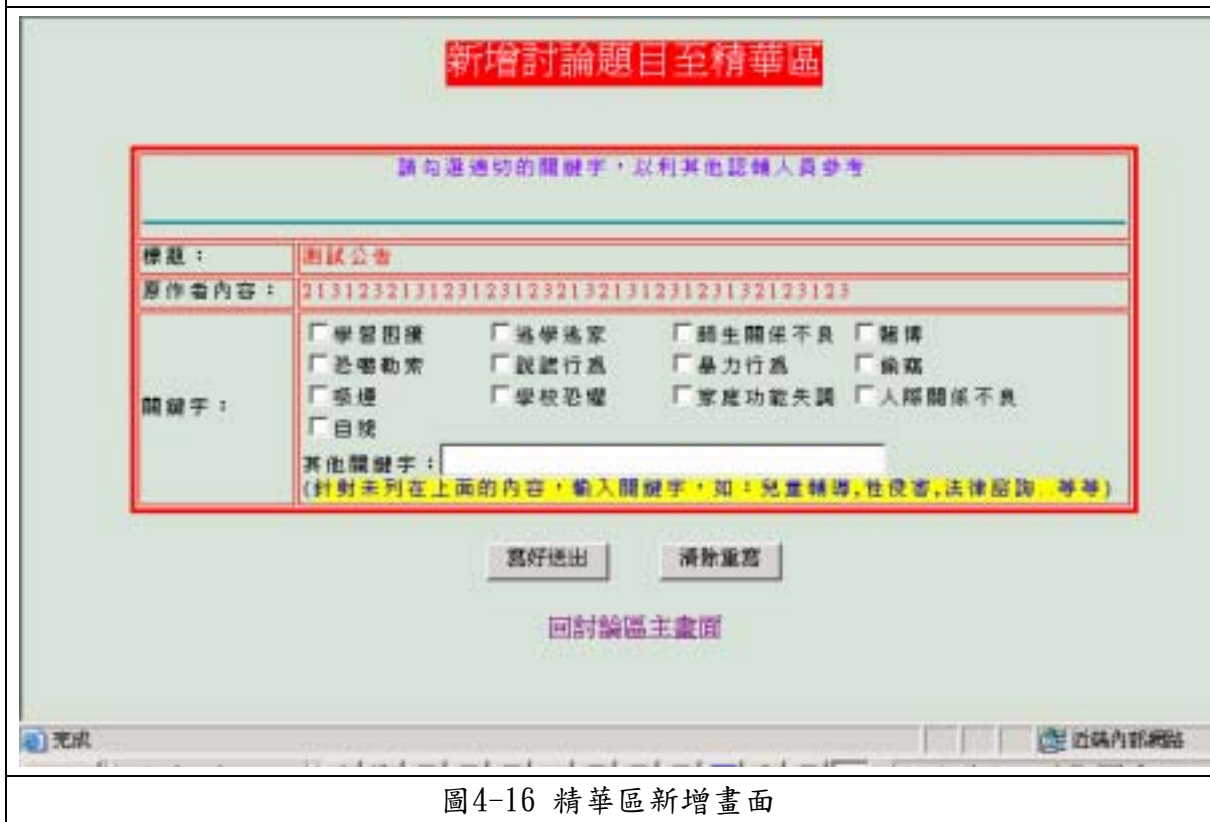 新增討論題目至精華區
請勾選適切的關鍵字，以利其他認輔人員參考
標題： 測試公告
原作者內容： 213123213123123123213213123123132123123
關鍵字：
學習困擾 逃學逃家 師生關係不良 賭博
恐嚇勒索 說謊行為 暴力行為 偷竊
吸煙 學校恐懼 家庭功能失調 人際關係不良
自殘
其他關鍵字：
(針對未列在上面的內容，輸入關鍵字，如：兒童輔導,性侵害,法律諮詢...等等)
寫好送出 清除重寫
回討論區主畫面
完成 近端內部網路
圖4-16 精華區新增畫面